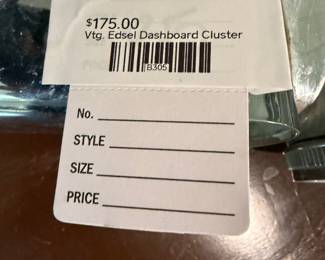 $175.00
Vtg. Edsel Dashboard Cluster
B305
No.
STYLE
SIZE
PRICE